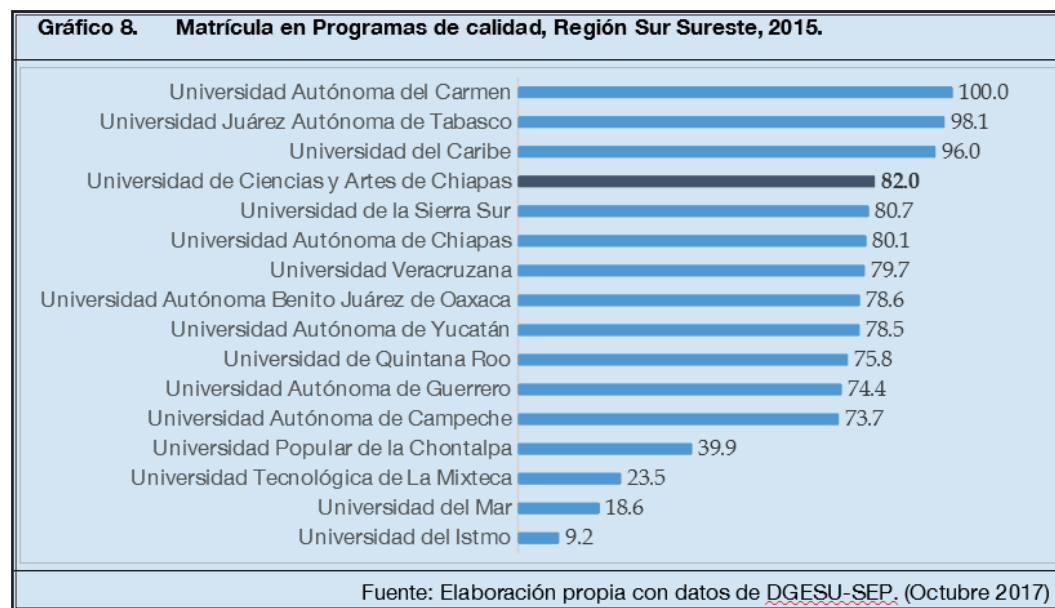 Gráfico 8. Matrícula en Programas de calidad, Región Sur Sureste, 2015.
Universidad Autónoma del Carmen 100.0
Universidad Juárez Autónoma de Tabasco 98.1
Universidad del Caribe 96.0
Universidad de Ciencias y Artes de Chiapas 82.0
Universidad de la Sierra Sur 80.7
Universidad Autónoma de Chiapas 80.1
Universidad Veracruzana 79.7
Universidad Autónoma Benito Juárez de Oaxaca 78.6
Universidad Autónoma de Yucatán 78.5
Universidad de Quintana Roo 75.8
Universidad Autónoma de Guerrero 74.4
Universidad Autónoma de Campeche 73.7
Universidad Popular de la Chontalpa 39.9
Universidad Tecnológica de La Mixteca 23.5
Universidad del Mar 18.6
Universidad del Istmo 9.2
Fuente: Elaboración propia con datos de DGESU-SEP. (Octubre 2017)